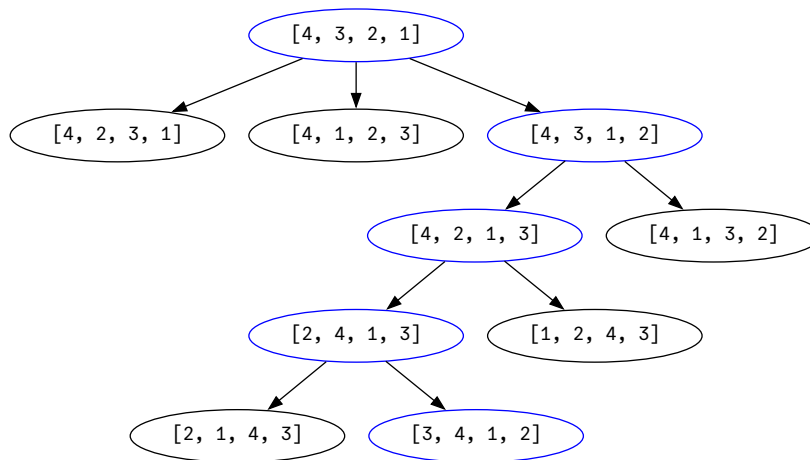 [4, 3, 2, 1]
[4, 2, 3, 1]
[4, 1, 2, 3]
[4, 3, 1, 2]
[4, 2, 1, 3]
[4, 1, 3, 2]
[2, 4, 1, 3]
[1, 2, 4, 3]
[2, 1, 4, 3]
[3, 4, 1, 2]